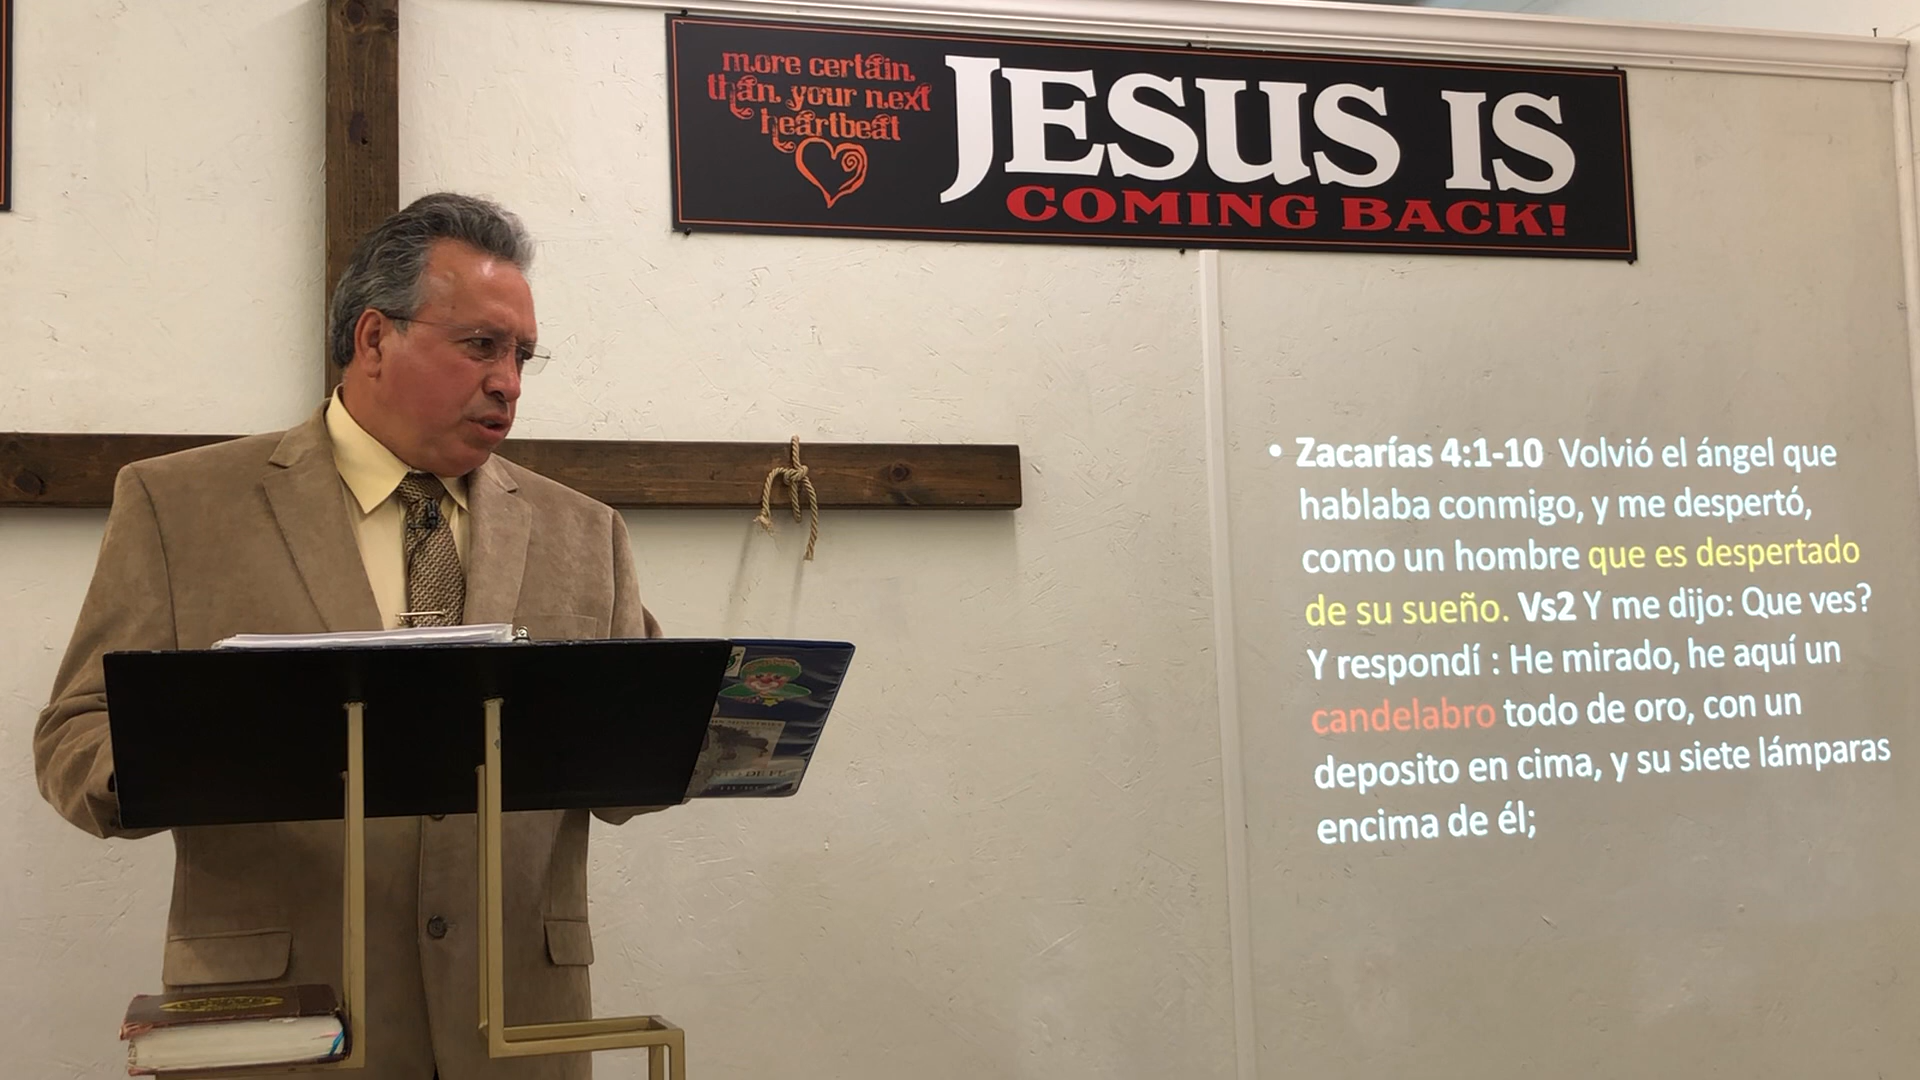 more certain
than your next
heartbeat
JESUS IS
COMING BACK!
• Zacarías 4:1-10 Volvió el ángel que
hablaba conmigo, y me despertó,
como un hombre que es despertado
de su sueño. Vs2 Y me dijo: Que ves?
Y respondí : He mirado, he aquí un
candelabro todo de oro, con un
deposito en cima, y su siete lámparas
encima de él;